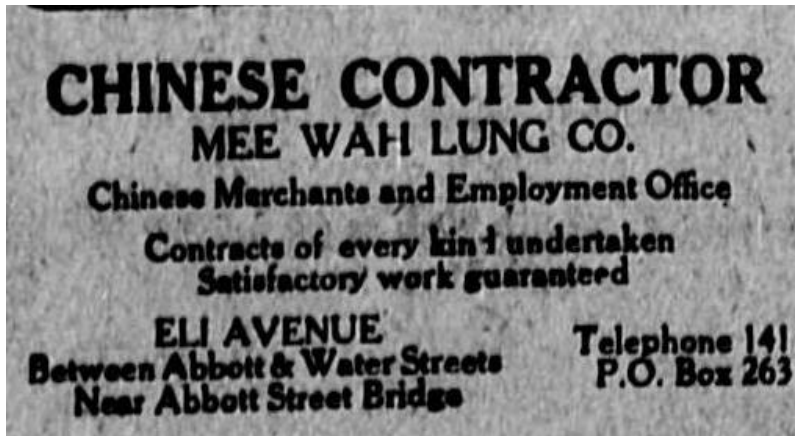 CHINESE CONTRACTOR
MEE WAH LUNG CO.
Chinese Merchants and Employment Office
Contracts of every kind undertaken
Satisfactory work guaranteed
ELI AVENUE
Between Abbott & Water Streets
Near Abbott Street Bridge
Telephone 141
P.O. Box 263